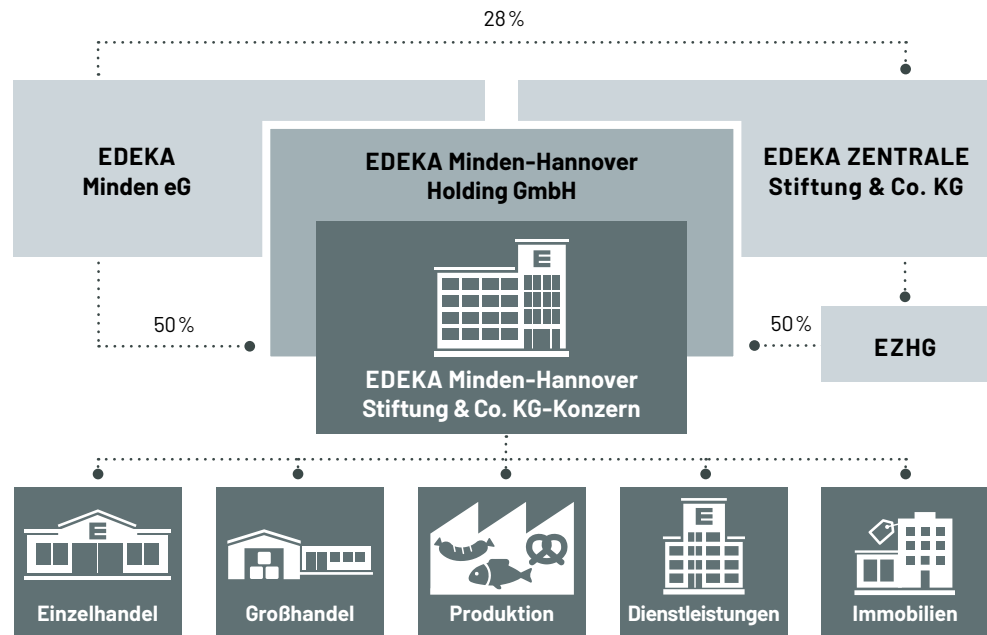 28 %
EDEKA
Minden eG
EDEKA Minden-Hannover
Holding GmbH
EDEKA ZENTRALE
Stiftung & Co. KG
E
50 %
50 %
EZHG
EDEKA Minden-Hannover
Stiftung & Co. KG-Konzern
E
Einzelhandel
Großhandel
Produktion
E
Dienstleistungen
Immobilien